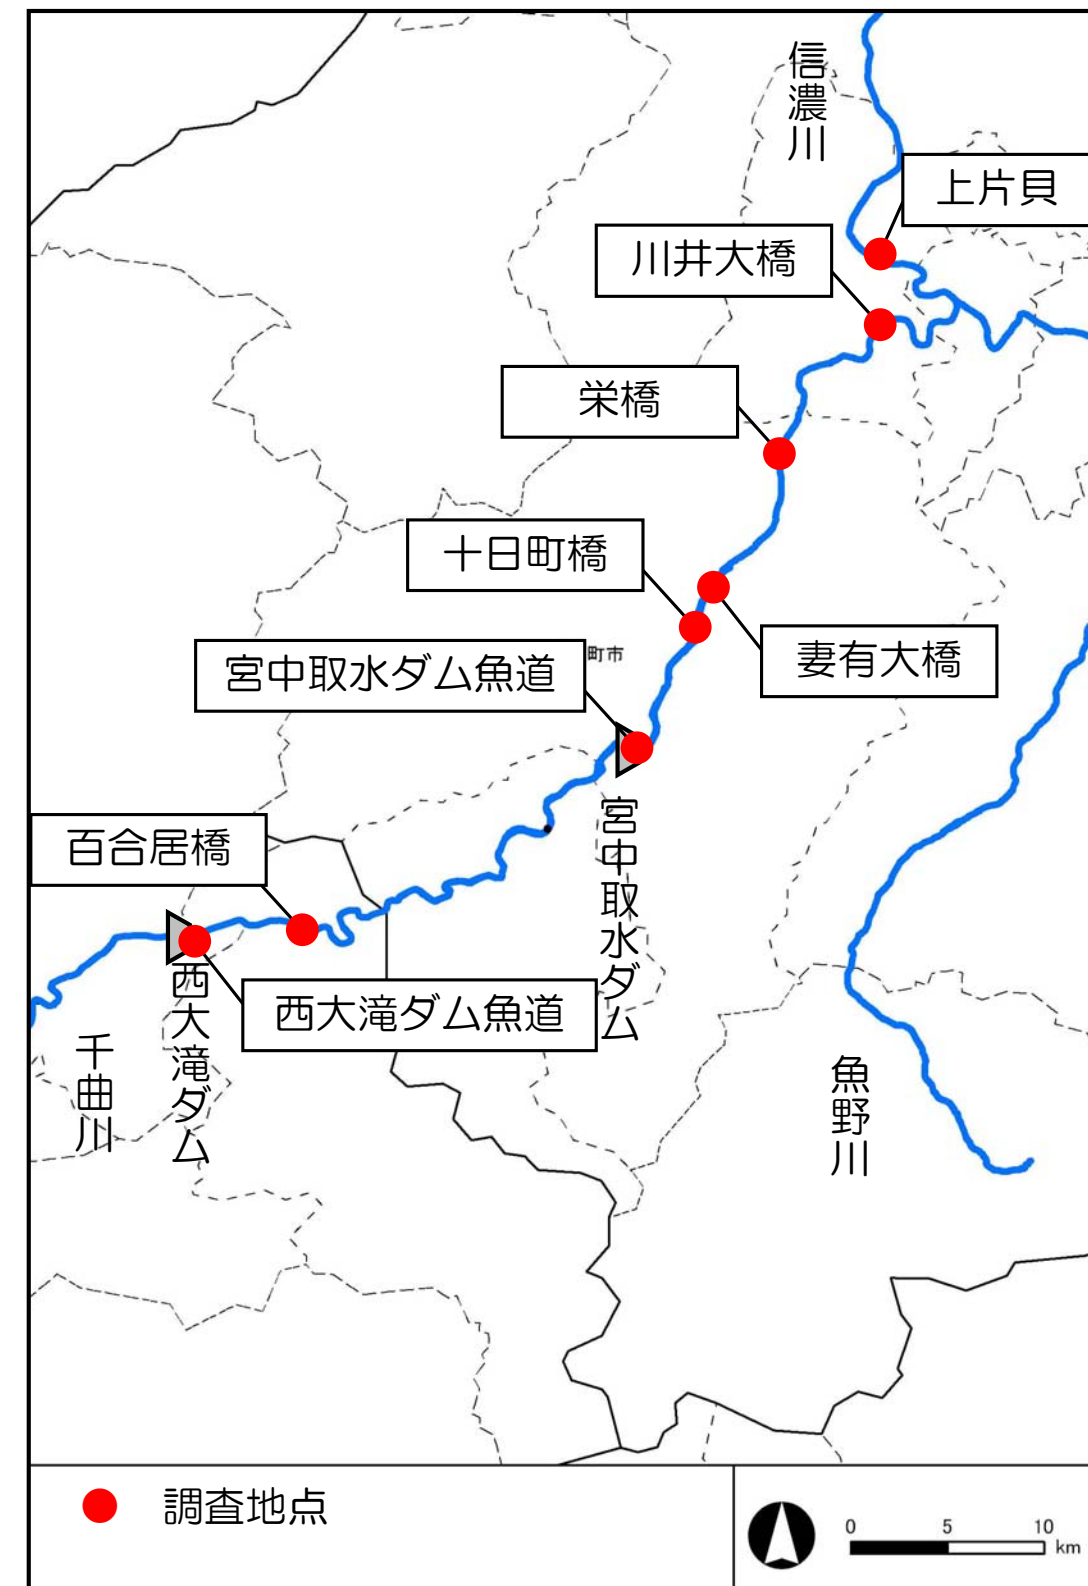 信濃川
上片貝
川井大橋
栄橋
十日町橋
妻有大橋
町市
宮中取水ダム魚道
宮中取水ダム
百合居橋
西大滝ダム魚道
西大滝ダム
千曲川
魚野川
調査地点
0 5 10
km